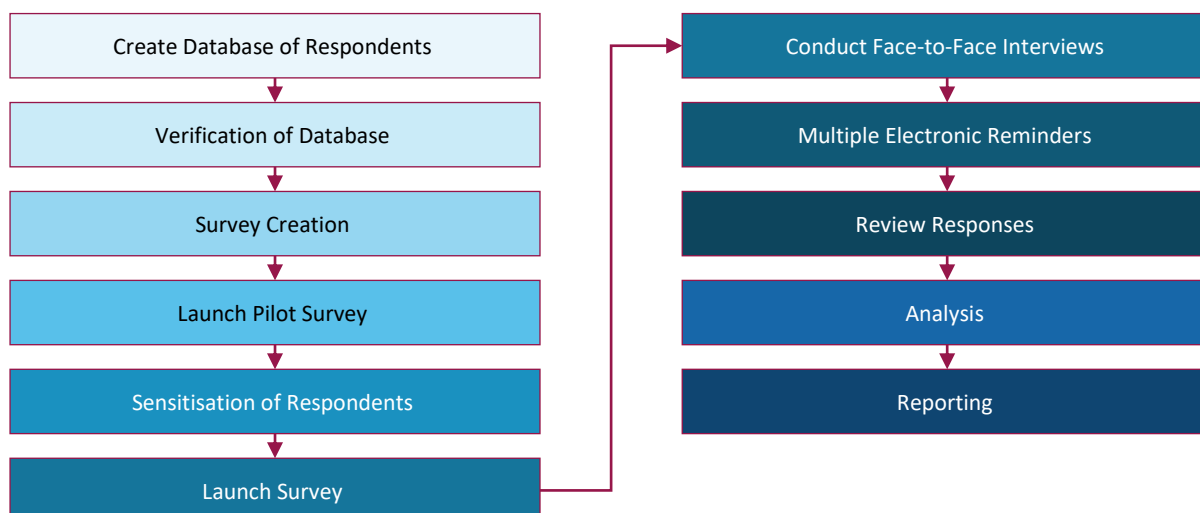 Create Database of Respondents
Verification of Database
Survey Creation
Launch Pilot Survey
Sensitisation of Respondents
Launch Survey
Conduct Face-to-Face Interviews
Multiple Electronic Reminders
Review Responses
Analysis
Reporting